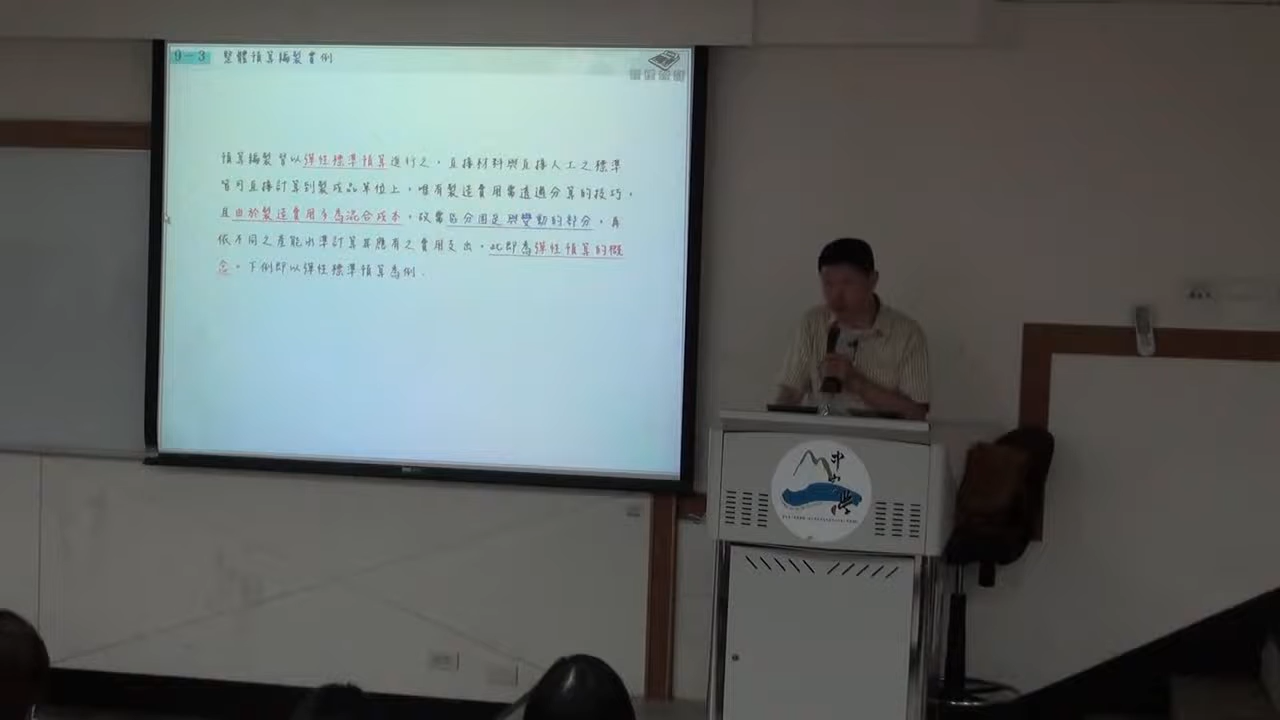 9-3 整體預算編製實例
預算編製皆以彈性標準預算進行之，直接材料與直接人工之標準
皆可直接計算到製成品單位上，唯有製造費用需透過分算的技巧，
且由於製造費用多為混合成本，故需區分固定與變動的部分，再
依不同之產能水準計算其應有之費用支出，此即為彈性預算的概
念。下例即以彈性標準預算為例．
中山學